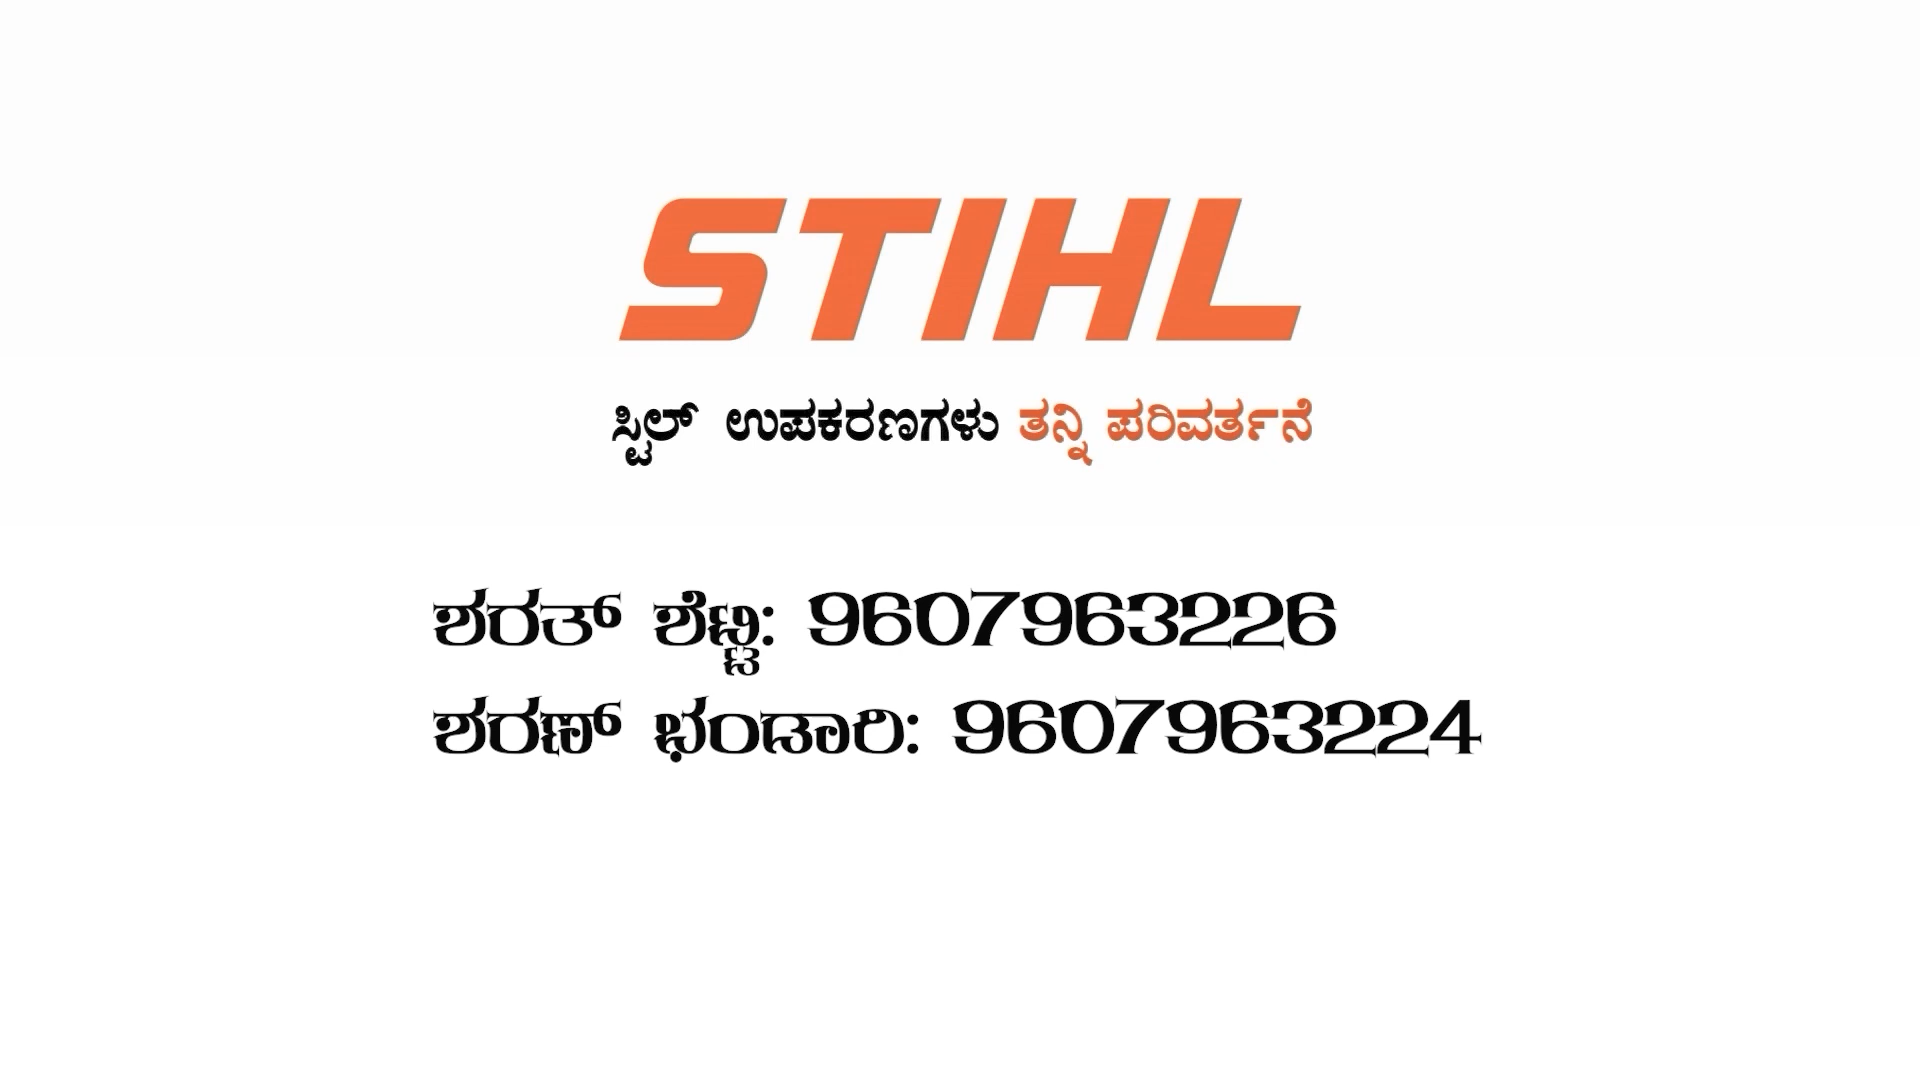 STIHL
ಸ್ಟಿಲ್ ಉಪಕರಣಗಳು ತನ್ನಿ ಪರಿವರ್ತನೆ
ಶರತ್ ಶೆಟ್ಟಿ: 9607963226
ಶರಣ್ ಭಂಡಾರಿ: 9607963224